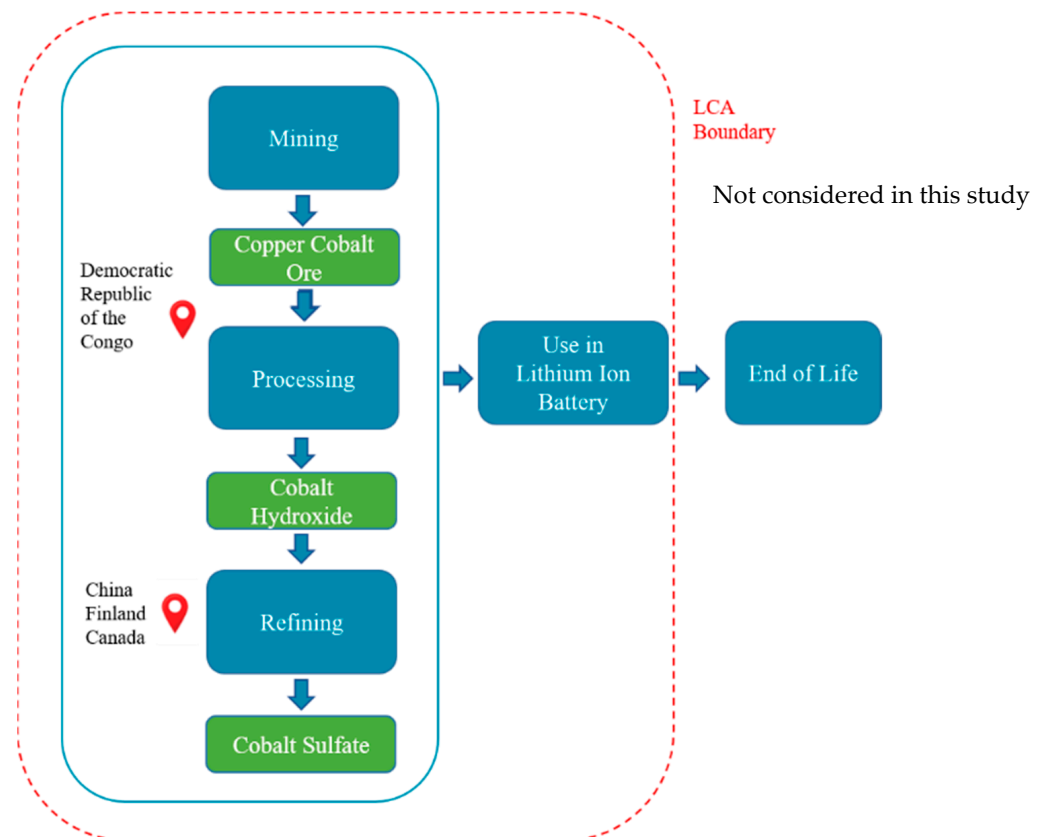 Mining
Copper Cobalt
Ore
Democratic
Republic
of the
Congo
Processing
Cobalt
Hydroxide
China
Finland
Canada
Refining
Cobalt Sulfate
Use in
Lithium Ion
Battery
End of Life
LCA
Boundary
Not considered in this study